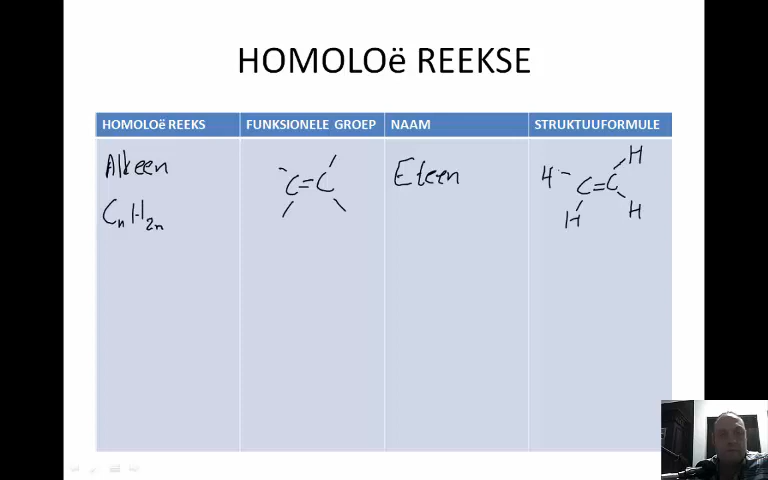 HOMOLOë REEKSE
HOMOLOë REEKS FUNKSIONELE GROEP NAAM STRUKTUUFORMULE
Alkeen
CnH2n
C=C
Eteen
H
H C=C
H H